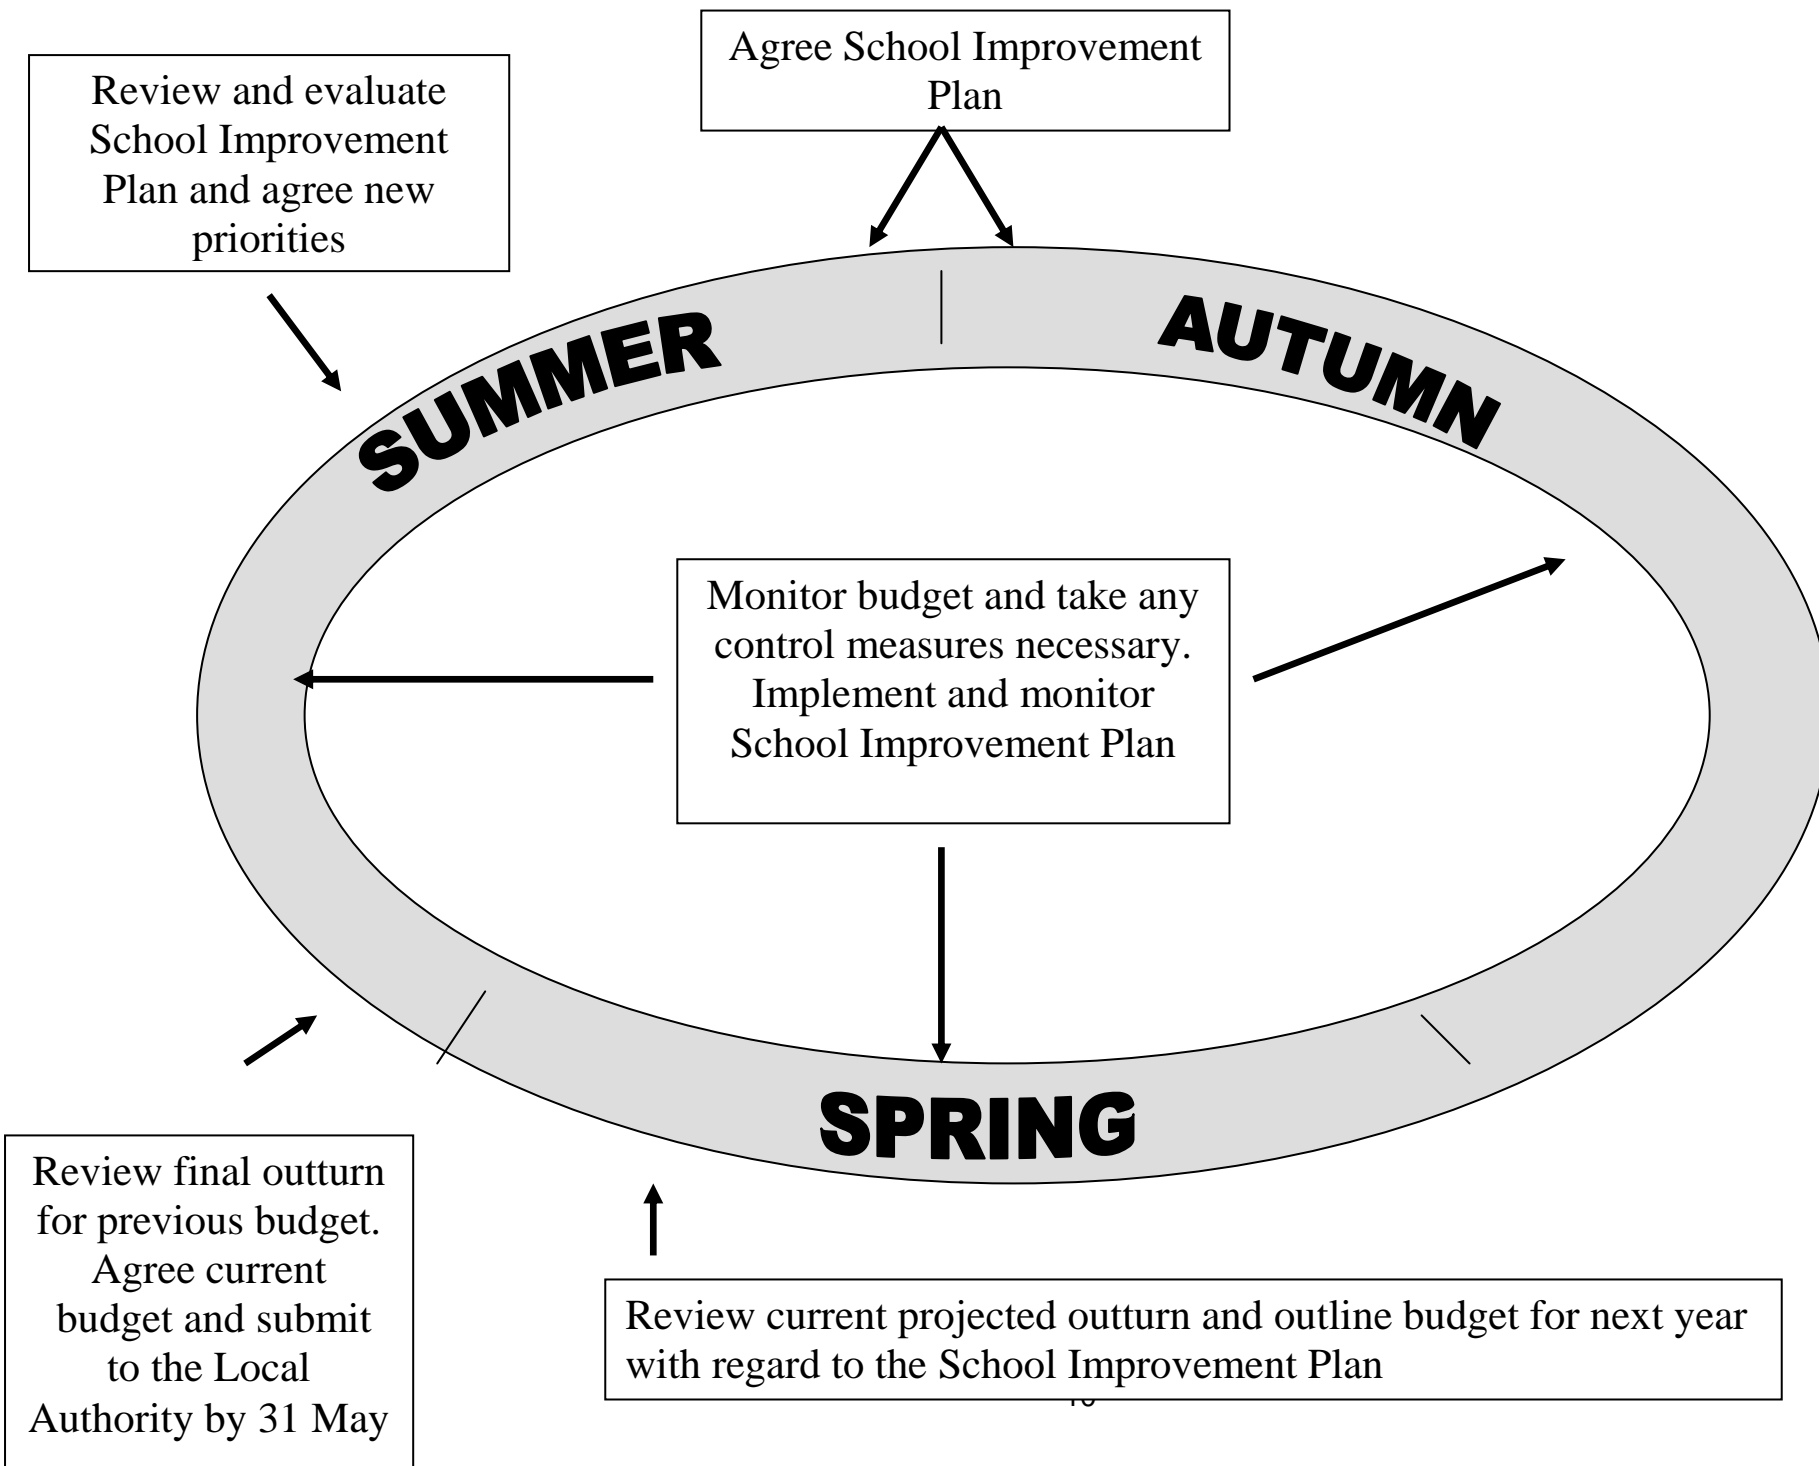 Agree School Improvement
Plan
Review and evaluate
School Improvement
Plan and agree new
priorities
SUMMER
AUTUMN
Monitor budget and take any
control measures necessary.
Implement and monitor
School Improvement Plan
SPRING
Review final outturn
for previous budget.
Agree current
budget and submit
to the Local
Authority by 31 May
Review current projected outturn and outline budget for next year
with regard to the School Improvement Plan